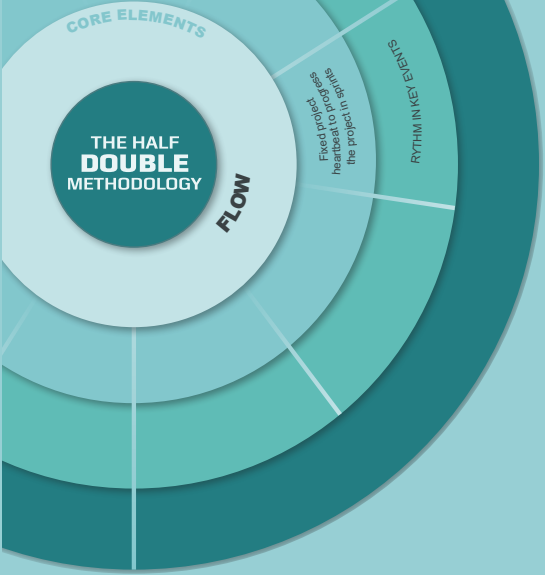 CORE ELEMENTS
THE HALF
DOUBLE
METHODOLOGY
FLOW
Fixed project
heartbeat to progress
the project in sprints
RYTHM IN KEY EVENTS